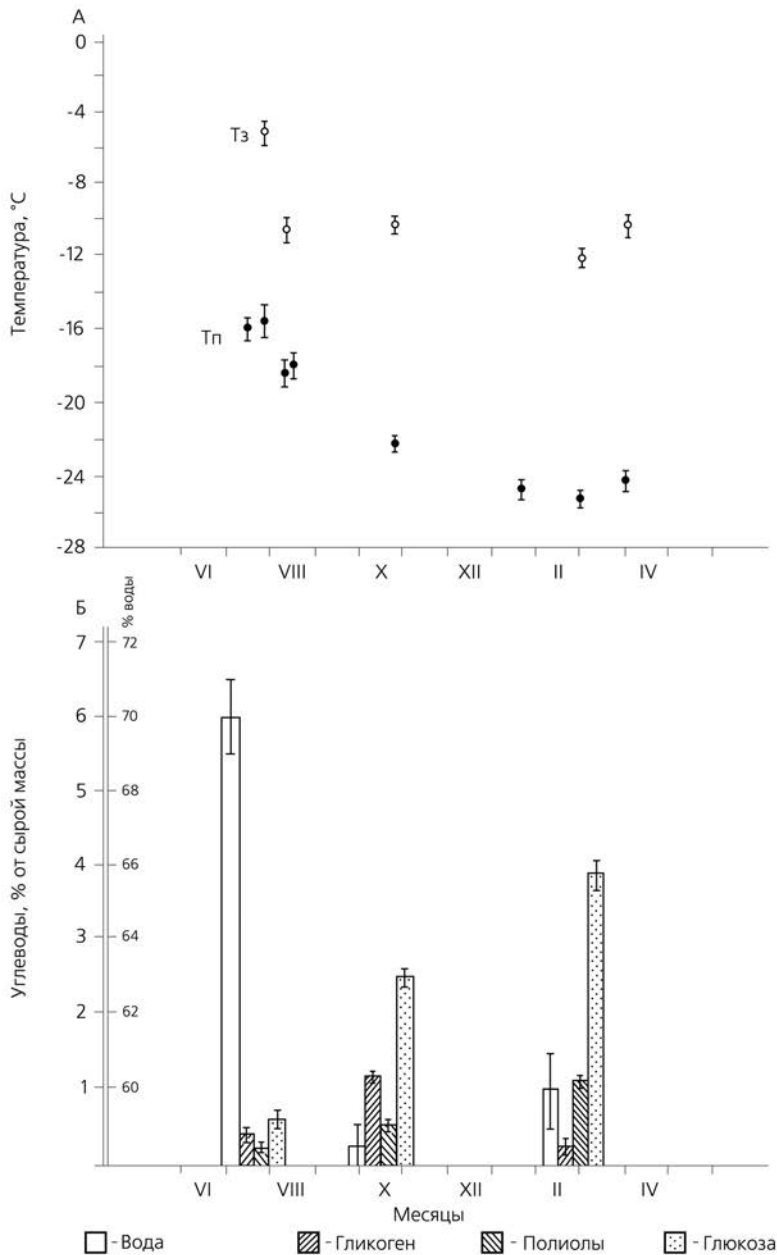 А
Температура, °С
0
-4
-8
-12
-16
-20
-24
-28
Тз
Тп
VI VIII X XII II IV
Б
% воды
Углеводы, % от сырой массы
7 72
6 70
5 68
4 66
3 64
2 62
1 60
VI VIII X XII II IV
Месяцы
- Вода - Гликоген - Полиолы - Глюкоза